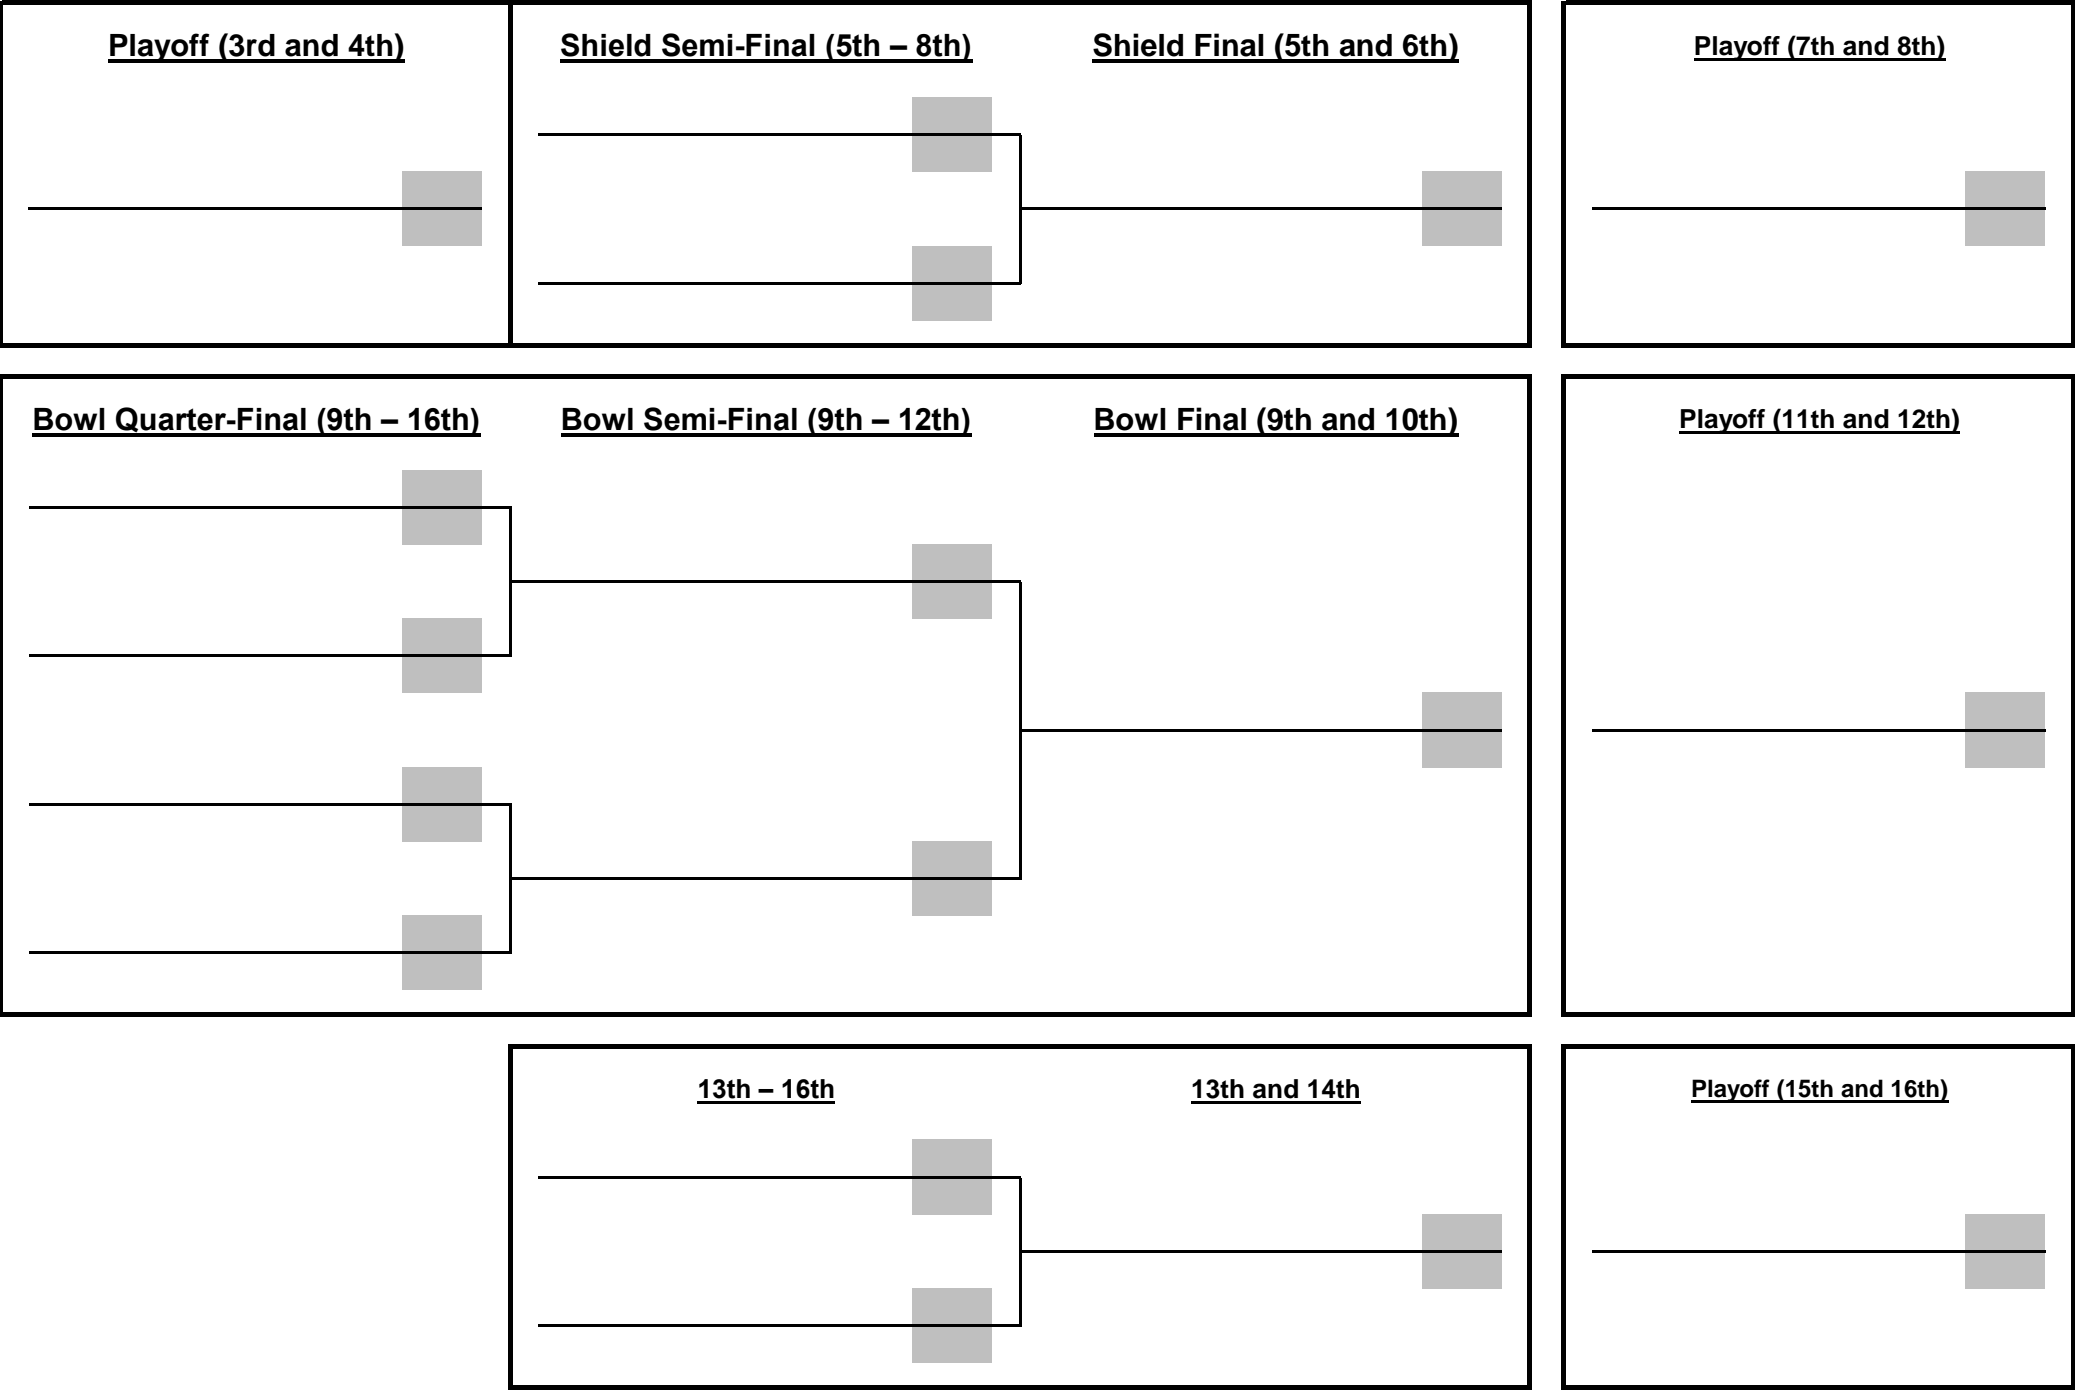 Playoff (3rd and 4th)
Shield Semi-Final (5th – 8th)
Shield Final (5th and 6th)
Playoff (7th and 8th)
Bowl Quarter-Final (9th – 16th)
Bowl Semi-Final (9th – 12th)
Bowl Final (9th and 10th)
Playoff (11th and 12th)
13th – 16th
13th and 14th
Playoff (15th and 16th)